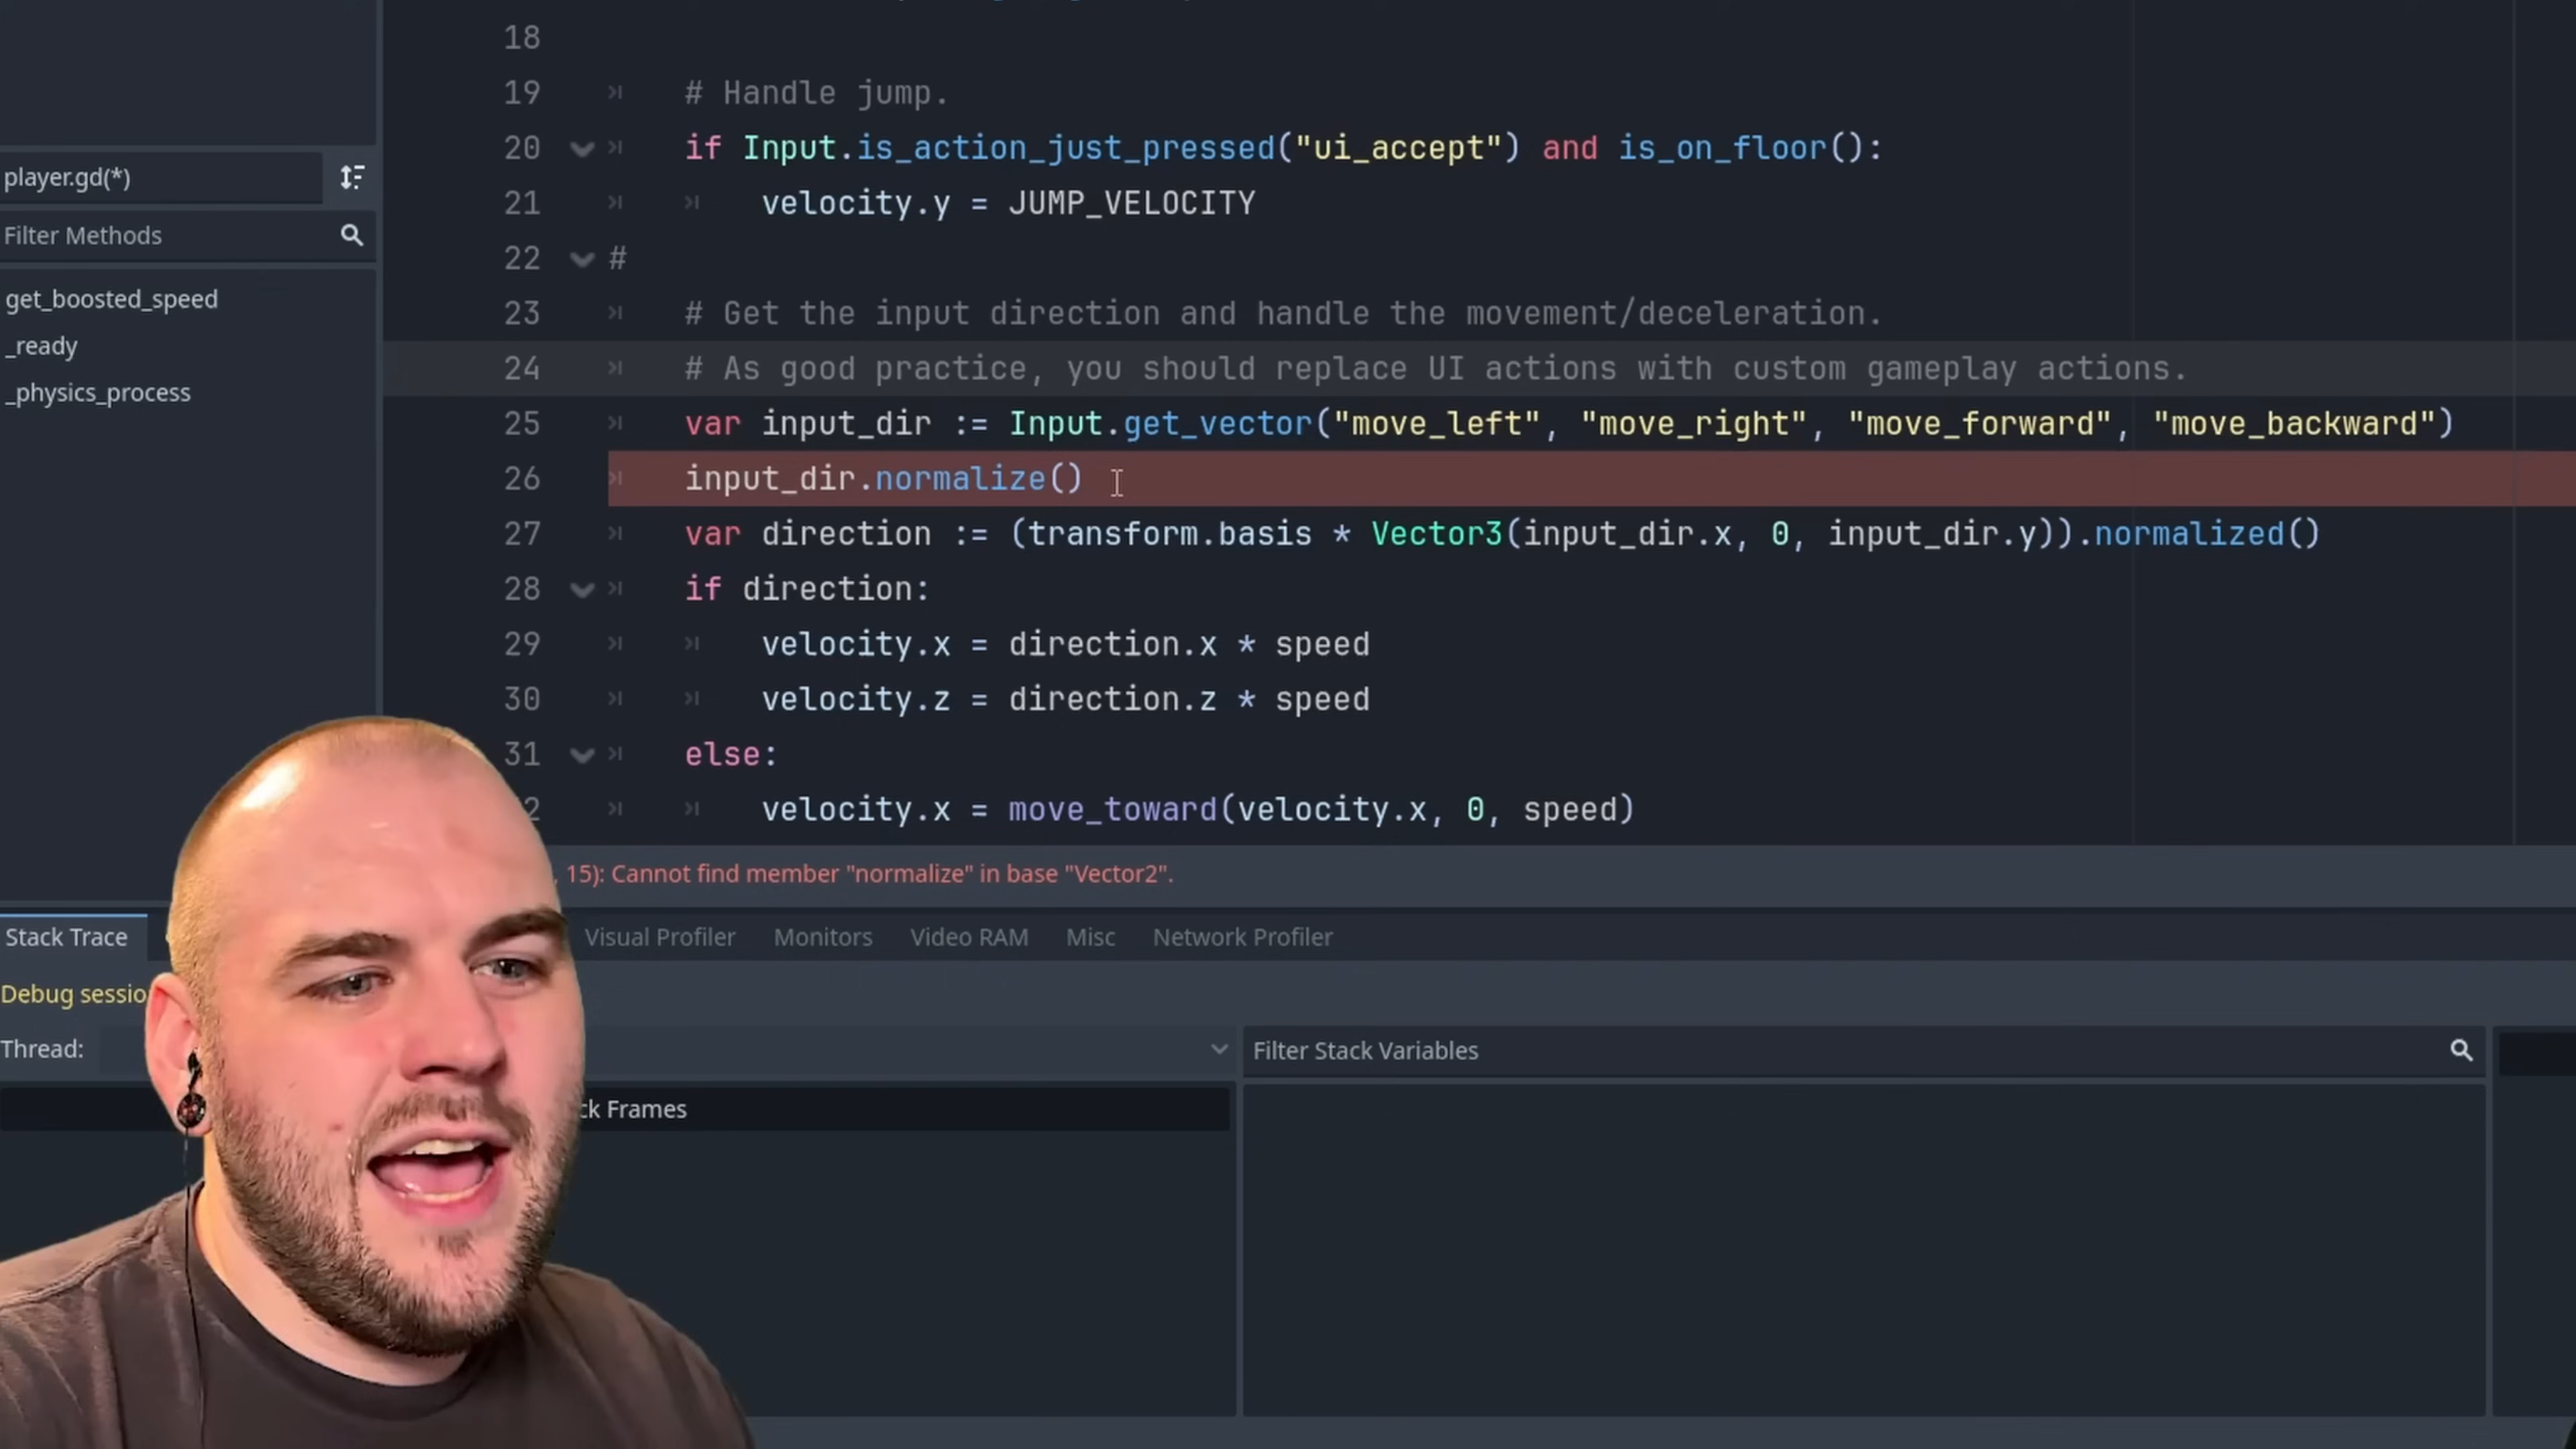 18
19 # Handle jump.
20 if Input.is_action_just_pressed("ui_accept") and is_on_floor():
21 velocity.y = JUMP_VELOCITY
22 #
23 # Get the input direction and handle the movement/deceleration.
24 # As good practice, you should replace UI actions with custom gameplay actions.
25 var input_dir := Input.get_vector("move_left", "move_right", "move_forward", "move_backward")
26 input_dir.normalize()
27 var direction := (transform.basis * Vector3(input_dir.x, 0, input_dir.y)).normalized()
28 if direction:
29 velocity.x = direction.x * speed
30 velocity.z = direction.z * speed
31 else:
velocity.x = move_toward(velocity.x, 0, speed)
player.gd(*)
Filter Methods
get_boosted_speed
_ready
_physics_process
15): Cannot find member "normalize" in base "Vector2".
Stack Trace Visual Profiler Monitors Video RAM Misc Network Profiler
Debug
Thread:
Filter Stack Variables
Frames